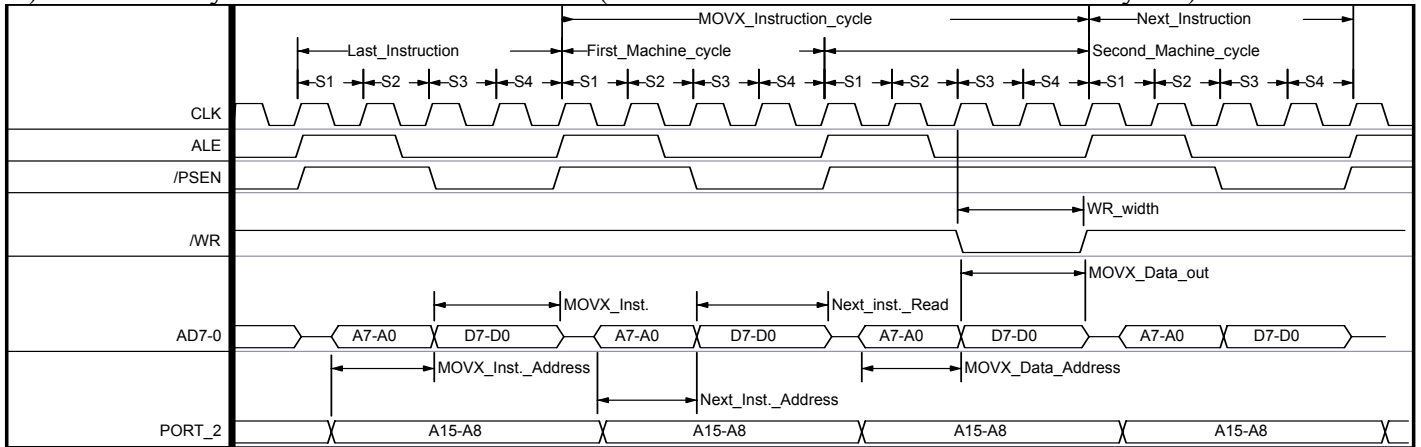 MOVX_Instruction_cycle Next_Instruction
Last_Instruction First_Machine_cycle Second_Machine_cycle
S1 S2 S3 S4 S1 S2 S3 S4 S1 S2 S3 S4 S1 S2 S3 S4
CLK
ALE
/PSEN
WR_width
/WR
MOVX_Data_out
MOVX_Inst. Next_inst._Read
AD7-0 A7-A0 D7-D0 A7-A0 D7-D0 A7-A0 D7-D0 A7-A0 D7-D0
MOVX_Inst._Address MOVX_Data_Address
Next_Inst._Address
PORT_2 A15-A8 A15-A8 A15-A8 A15-A8